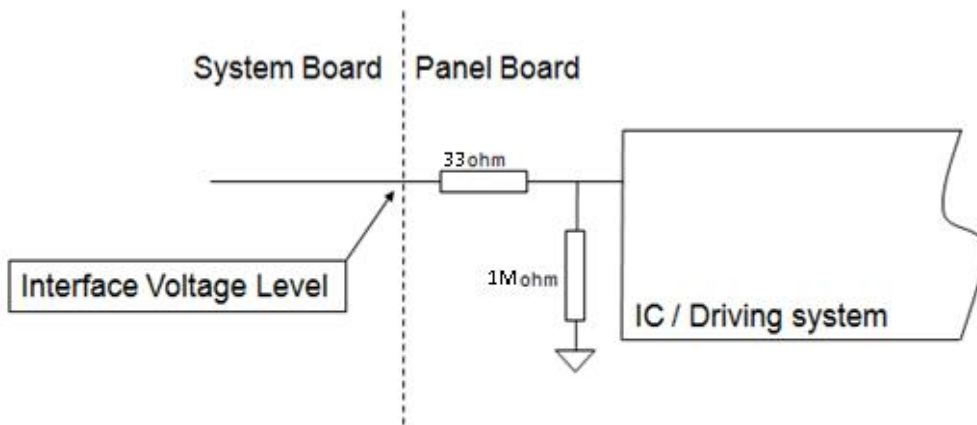 System Board
Panel Board
33ohm
Interface Voltage Level
1Mohm
IC / Driving system